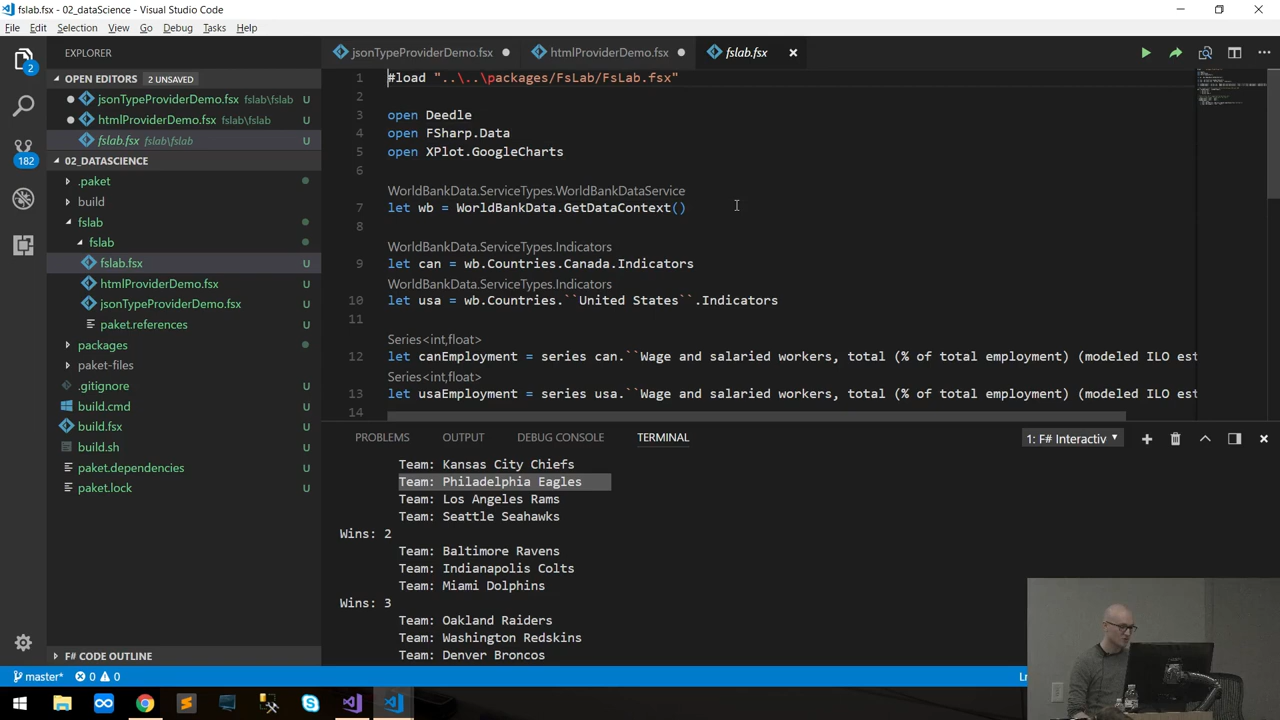 fslab.fsx - 02_dataScience - Visual Studio Code
File Edit Selection View Go Debug Tasks Help
EXPLORER
jsonTypeProviderDemo.fsx
htmlProviderDemo.fsx
fslab.fsx
OPEN EDITORS 2 UNSAVED
jsonTypeProviderDemo.fsx fslab\fslab U
htmlProviderDemo.fsx fslab\fslab U
fslab.fsx fslab\fslab U
2
182
02_DATASCIENCE
.paket
build
fslab
fslab
fslab.fsx U
htmlProviderDemo.fsx U
jsonTypeProviderDemo.fsx U
paket.references U
packages
paket-files
.gitignore U
build.cmd U
build.fsx U
build.sh U
paket.dependencies U
paket.lock U
F# CODE OUTLINE
1 #load "..\..\packages/FsLab/FsLab.fsx"
2
3 open Deedle
4 open FSharp.Data
5 open XPlot.GoogleCharts
6
WorldBankData.ServiceTypes.WorldBankDataService
7 let wb = WorldBankData.GetDataContext()
8
WorldBankData.ServiceTypes.Indicators
9 let can = wb.Countries.Canada.Indicators
WorldBankData.ServiceTypes.Indicators
10 let usa = wb.Countries.``United States``.Indicators
11
Series<int,float>
12 let canEmployment = series can.``Wage and salaried workers, total (% of total employment) (modeled ILO est
Series<int,float>
13 let usaEmployment = series usa.``Wage and salaried workers, total (% of total employment) (modeled ILO est
14
PROBLEMS OUTPUT DEBUG CONSOLE TERMINAL
1: F# Interactiv
Team: Kansas City Chiefs
Team: Philadelphia Eagles
Team: Los Angeles Rams
Team: Seattle Seahawks
Wins: 2
Team: Baltimore Ravens
Team: Indianapolis Colts
Team: Miami Dolphins
Wins: 3
Team: Oakland Raiders
Team: Washington Redskins
Team: Denver Broncos
master* 0 0
Ln